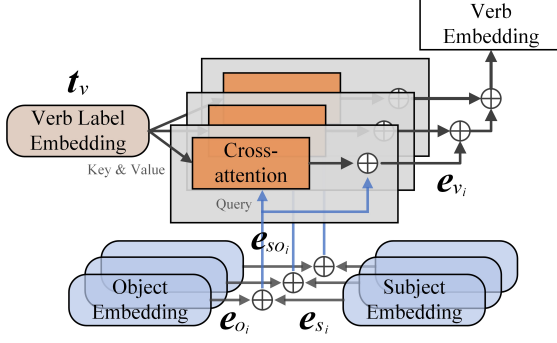 Verb
Embedding
t_v
Verb Label
Embedding
Cross-
attention
Key & Value
e_{v_i}
Query
e_{so_i}
Object
Embedding
Subject
Embedding
e_{o_i}
e_{s_i}